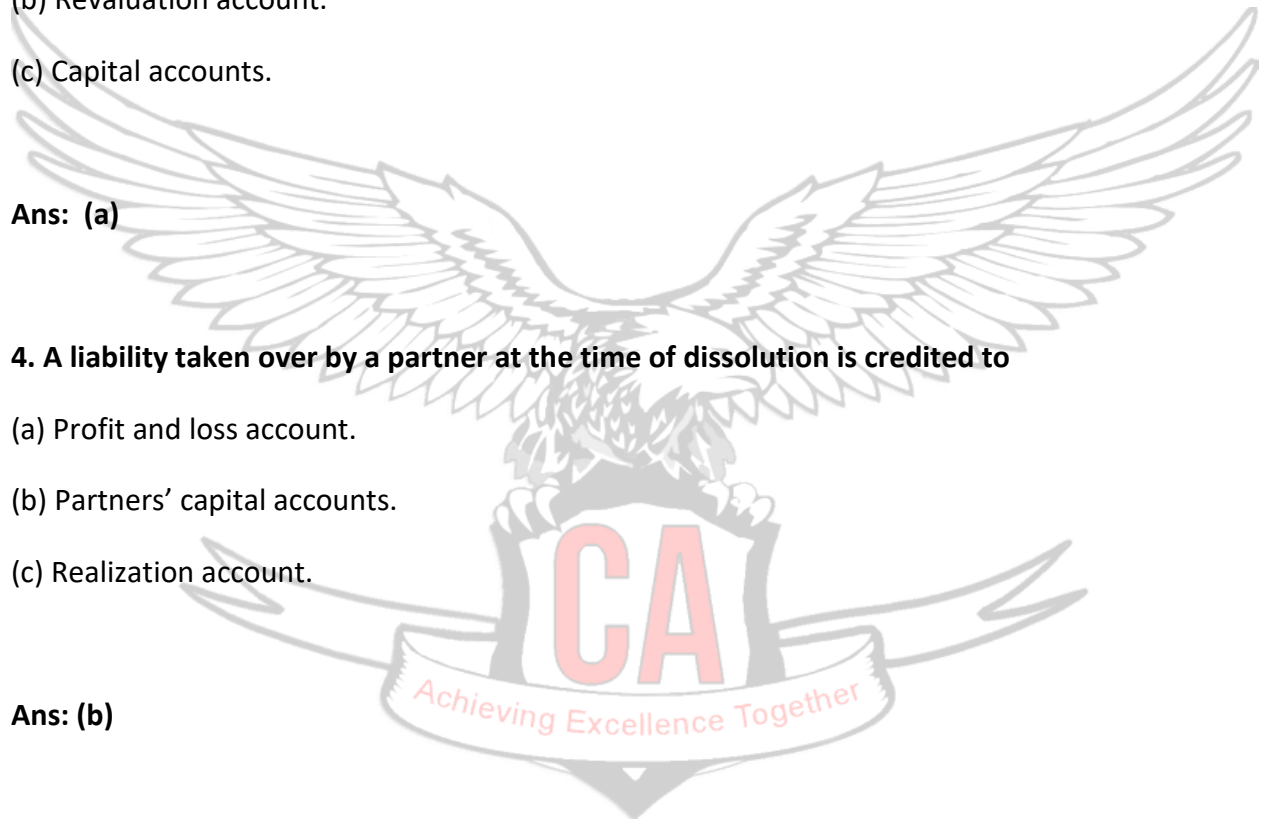 (b) Revaluation account.
(c) Capital accounts.
Ans: (a)
4. A liability taken over by a partner at the time of dissolution is credited to
(a) Profit and loss account.
(b) Partners’ capital accounts.
(c) Realization account.
CA
Achieving Excellence Together
Ans: (b)